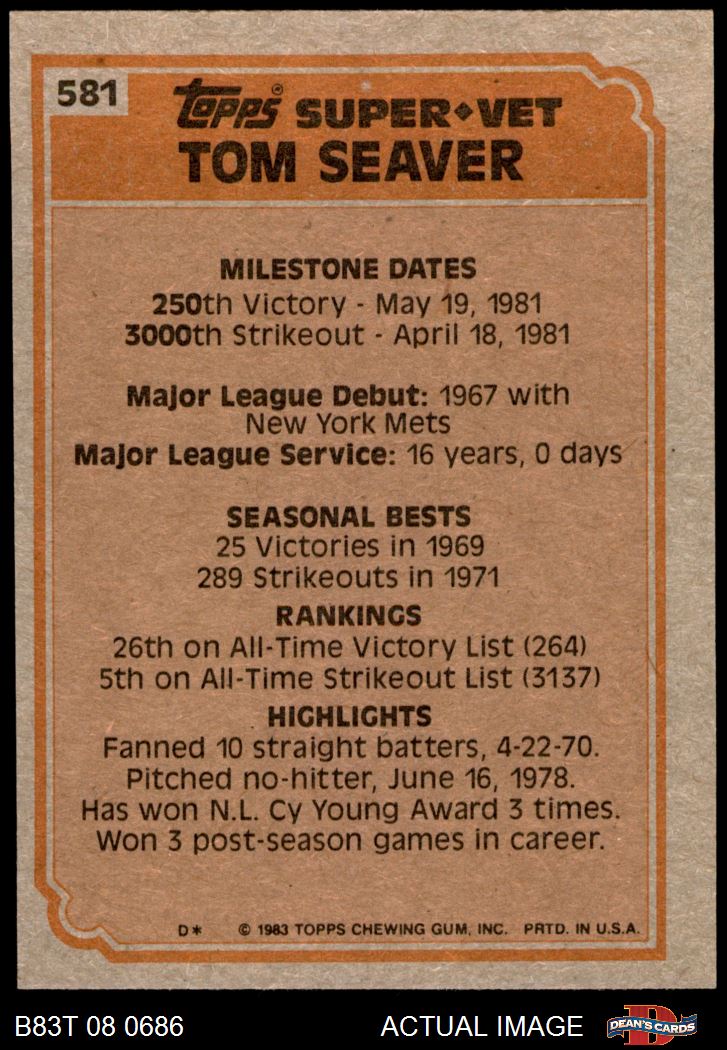 581
Topps® SUPER◆VET
TOM SEAVER
MILESTONE DATES
250th Victory - May 19, 1981
3000th Strikeout - April 18, 1981
Major League Debut: 1967 with
New York Mets
Major League Service: 16 years, 0 days
SEASONAL BESTS
25 Victories in 1969
289 Strikeouts in 1971
RANKINGS
26th on All-Time Victory List (264)
5th on All-Time Strikeout List (3137)
HIGHLIGHTS
Fanned 10 straight batters, 4-22-70.
Pitched no-hitter, June 16, 1978.
Has won N.L. Cy Young Award 3 times.
Won 3 post-season games in career.
D* © 1983 TOPPS CHEWING GUM, INC. PRTD. IN U.S.A.
B83T 08 0686 ACTUAL IMAGE D DEAN'S CARDS